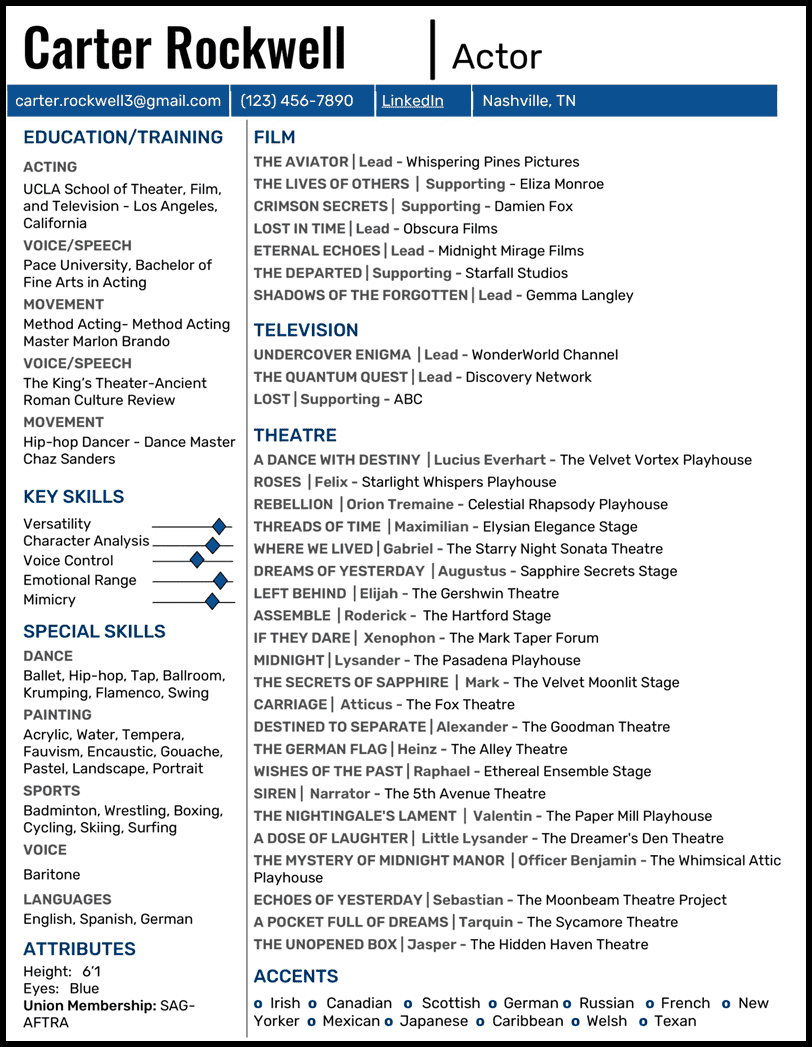 Carter Rockwell | Actor
carter.rockwell3@gmail.com | (123) 456-7890 | LinkedIn | Nashville, TN
EDUCATION/TRAINING
ACTING
UCLA School of Theater, Film,
and Television - Los Angeles,
California
VOICE/SPEECH
Pace University, Bachelor of
Fine Arts in Acting
MOVEMENT
Method Acting- Method Acting
Master Marlon Brando
VOICE/SPEECH
The King's Theater-Ancient
Roman Culture Review
MOVEMENT
Hip-hop Dancer - Dance Master
Chaz Sanders
KEY SKILLS
Versatility
Character Analysis
Voice Control
Emotional Range
Mimicry
SPECIAL SKILLS
DANCE
Ballet, Hip-hop, Tap, Ballroom,
Krumping, Flamenco, Swing
PAINTING
Acrylic, Water, Tempera,
Fauvism, Encaustic, Gouache,
Pastel, Landscape, Portrait
SPORTS
Badminton, Wrestling, Boxing,
Cycling, Skiing, Surfing
VOICE
Baritone
LANGUAGES
English, Spanish, German
ATTRIBUTES
Height: 6'1
Eyes: Blue
Union Membership: SAG-
AFTRA
FILM
THE AVIATOR | Lead - Whispering Pines Pictures
THE LIVES OF OTHERS | Supporting - Eliza Monroe
CRIMSON SECRETS | Supporting - Damien Fox
LOST IN TIME | Lead - Obscura Films
ETERNAL ECHOES | Lead - Midnight Mirage Films
THE DEPARTED | Supporting - Starfall Studios
SHADOWS OF THE FORGOTTEN | Lead - Gemma Langley
TELEVISION
UNDERCOVER ENIGMA | Lead - WonderWorld Channel
THE QUANTUM QUEST | Lead - Discovery Network
LOST | Supporting - ABC
THEATRE
A DANCE WITH DESTINY | Lucius Everhart - The Velvet Vortex Playhouse
ROSES | Felix - Starlight Whispers Playhouse
REBELLION | Orion Tremaine - Celestial Rhapsody Playhouse
THREADS OF TIME | Maximilian - Elysian Elegance Stage
WHERE WE LIVED | Gabriel - The Starry Night Sonata Theatre
DREAMS OF YESTERDAY | Augustus - Sapphire Secrets Stage
LEFT BEHIND | Elijah - The Gershwin Theatre
ASSEMBLE | Roderick - The Hartford Stage
IF THEY DARE | Xenophon - The Mark Taper Forum
MIDNIGHT | Lysander - The Pasadena Playhouse
THE SECRETS OF SAPPHIRE | Mark - The Velvet Moonlit Stage
CARRIAGE | Atticus - The Fox Theatre
DESTINED TO SEPARATE | Alexander - The Goodman Theatre
THE GERMAN FLAG | Heinz - The Alley Theatre
WISHES OF THE PAST | Raphael - Ethereal Ensemble Stage
SIREN | Narrator - The 5th Avenue Theatre
THE NIGHTINGALE'S LAMENT | Valentin - The Paper Mill Playhouse
A DOSE OF LAUGHTER | Little Lysander - The Dreamer's Den Theatre
THE MYSTERY OF MIDNIGHT MANOR | Officer Benjamin - The Whimsical Attic
Playhouse
ECHOES OF YESTERDAY | Sebastian - The Moonbeam Theatre Project
A POCKET FULL OF DREAMS | Tarquin - The Sycamore Theatre
THE UNOPENED BOX | Jasper - The Hidden Haven Theatre
ACCENTS
o Irish o Canadian o Scottish o German o Russian o French o New
Yorker o Mexican o Japanese o Caribbean o Welsh o Texan